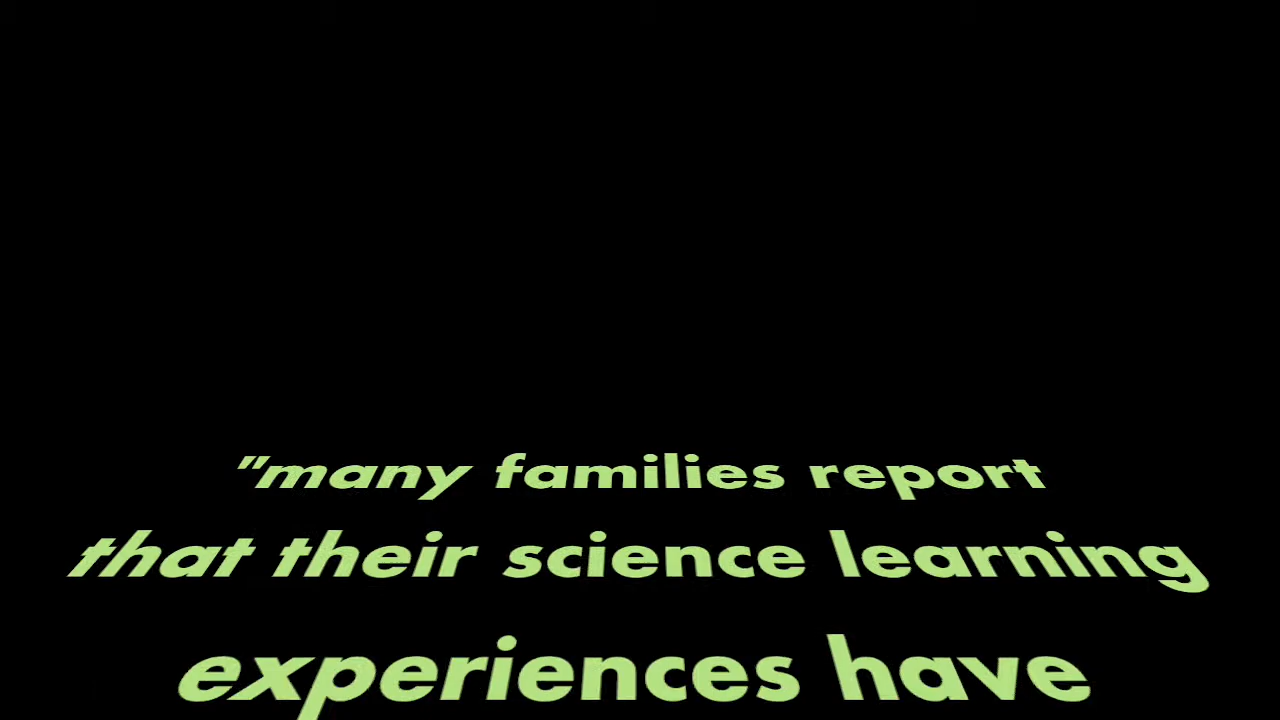 "many families report
that their science learning
experiences have